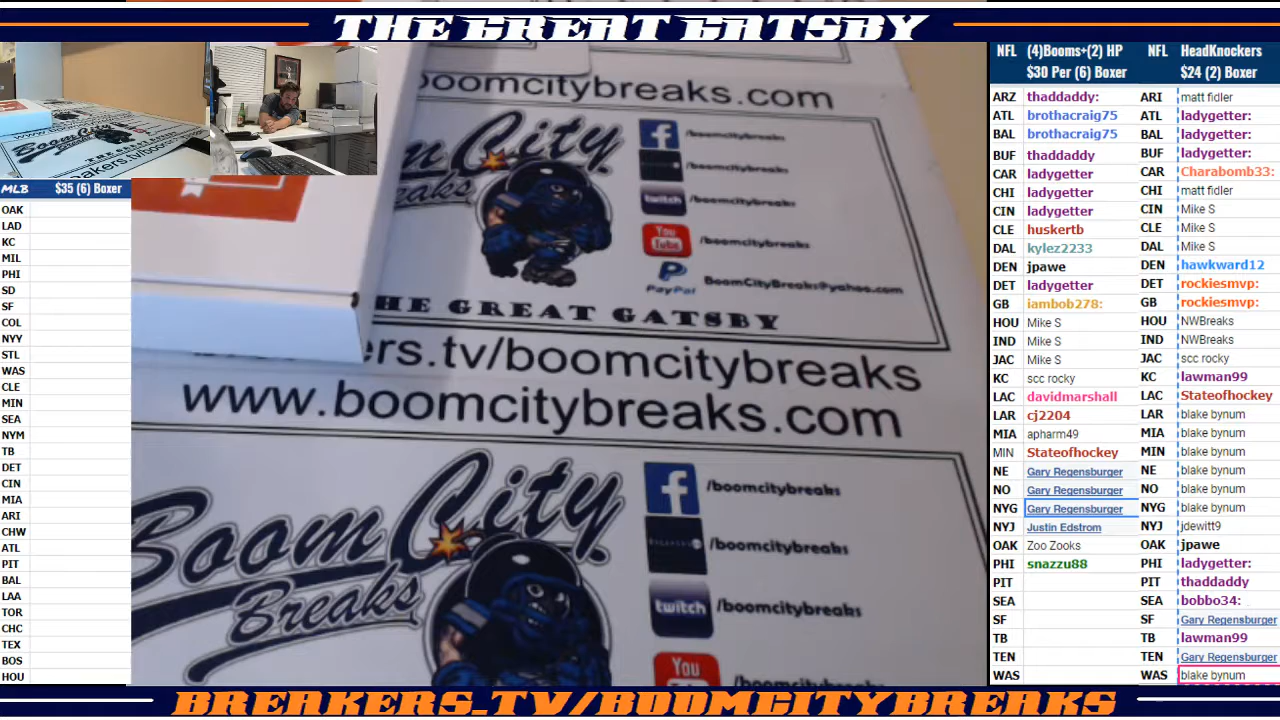 THE GREAT GATSBY
MLB $35 (6) Boxer
OAK
LAD
KC
MIL
PHI
SD
SF
COL
NYY
STL
WAS
CLE
MIN
SEA
NYM
TB
DET
CIN
MIA
ARI
CHW
ATL
PIT
BAL
LAA
TOR
CHC
TEX
BOS
HOU
boomcitybreaks.com
City
Breaks
/boomcitybreaks
/boomcitybreaks
twitch /boomcitybreaks
You Tube /boomcitybreaks
PayPal BoomCityBreaks@yahoo.com
THE GREAT GATSBY
breakers.tv/boomcitybreaks
www.boomcitybreaks.com
Boom City
Breaks
/boomcitybreaks
/boomcitybreaks
twitch /boomcitybreaks
You
NFL (4)Booms+(2) HP NFL HeadKnockers
$30 Per (6) Boxer $24 (2) Boxer
ARZ thaddaddy: ARI matt fidler
ATL brothacraig75 ATL ladygetter:
BAL brothacraig75 BAL ladygetter:
BUF thaddaddy BUF ladygetter:
CAR ladygetter CAR Charabomb33:
CHI ladygetter CHI matt fidler
CIN ladygetter CIN Mike S
CLE huskertb CLE Mike S
DAL kylez2233 DAL Mike S
DEN jpawe DEN hawkward12
DET ladygetter DET rockiesmvp:
GB iambob278: GB rockiesmvp:
HOU Mike S HOU NWBreaks
IND Mike S IND NWBreaks
JAC Mike S JAC scc rocky
KC scc rocky KC lawman99
LAC davidmarshall LAC Stateofhockey
LAR cj2204 LAR blake bynum
MIA apharm49 MIA blake bynum
MIN Stateofhockey MIN blake bynum
NE Gary Regensburger NE blake bynum
NO Gary Regensburger NO blake bynum
NYG Gary Regensburger NYG blake bynum
NYJ Justin Edstrom NYJ jdewitt9
OAK Zoo Zooks OAK jpawe
PHI snazzu88 PHI ladygetter:
PIT PIT thaddaddy
SEA SEA bobbo34:
SF SF Gary Regensburger
TB TB lawman99
TEN TEN Gary Regensburger
WAS WAS blake bynum
BREAKERS.TV/BOOMCITYBREAKS